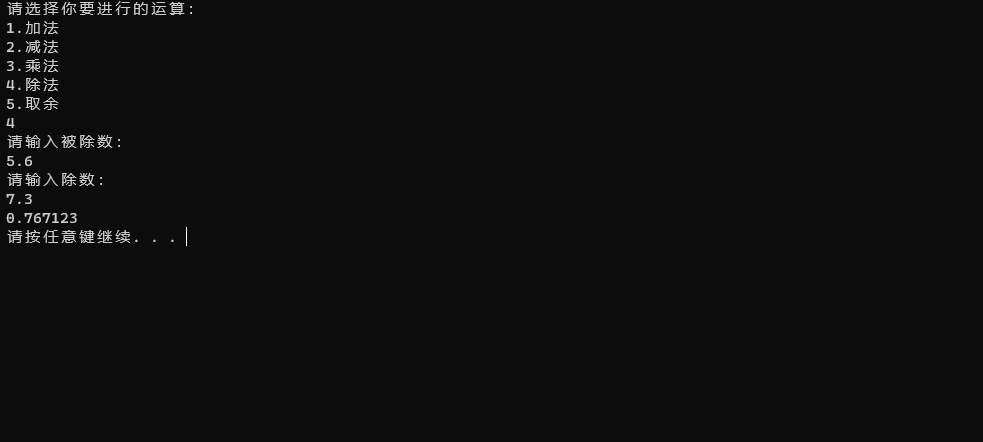 请选择你要进行的运算:
1.加法
2.减法
3.乘法
4.除法
5.取余
4
请输入被除数:
5.6
请输入除数:
7.3
0.767123
请按任意键继续. . .